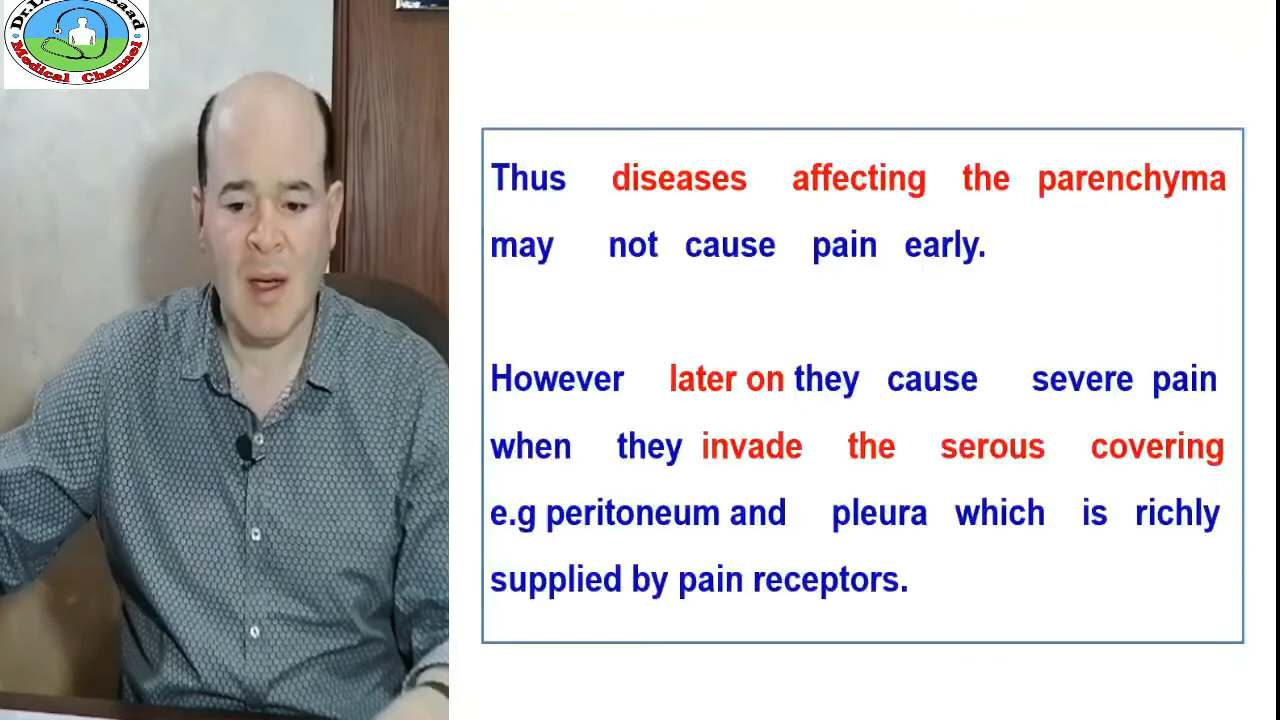 Saad
Medical Channel
Thus diseases affecting the parenchyma
may not cause pain early.
However later on they cause severe pain
when they invade the serous covering
e.g peritoneum and pleura which is richly
supplied by pain receptors.